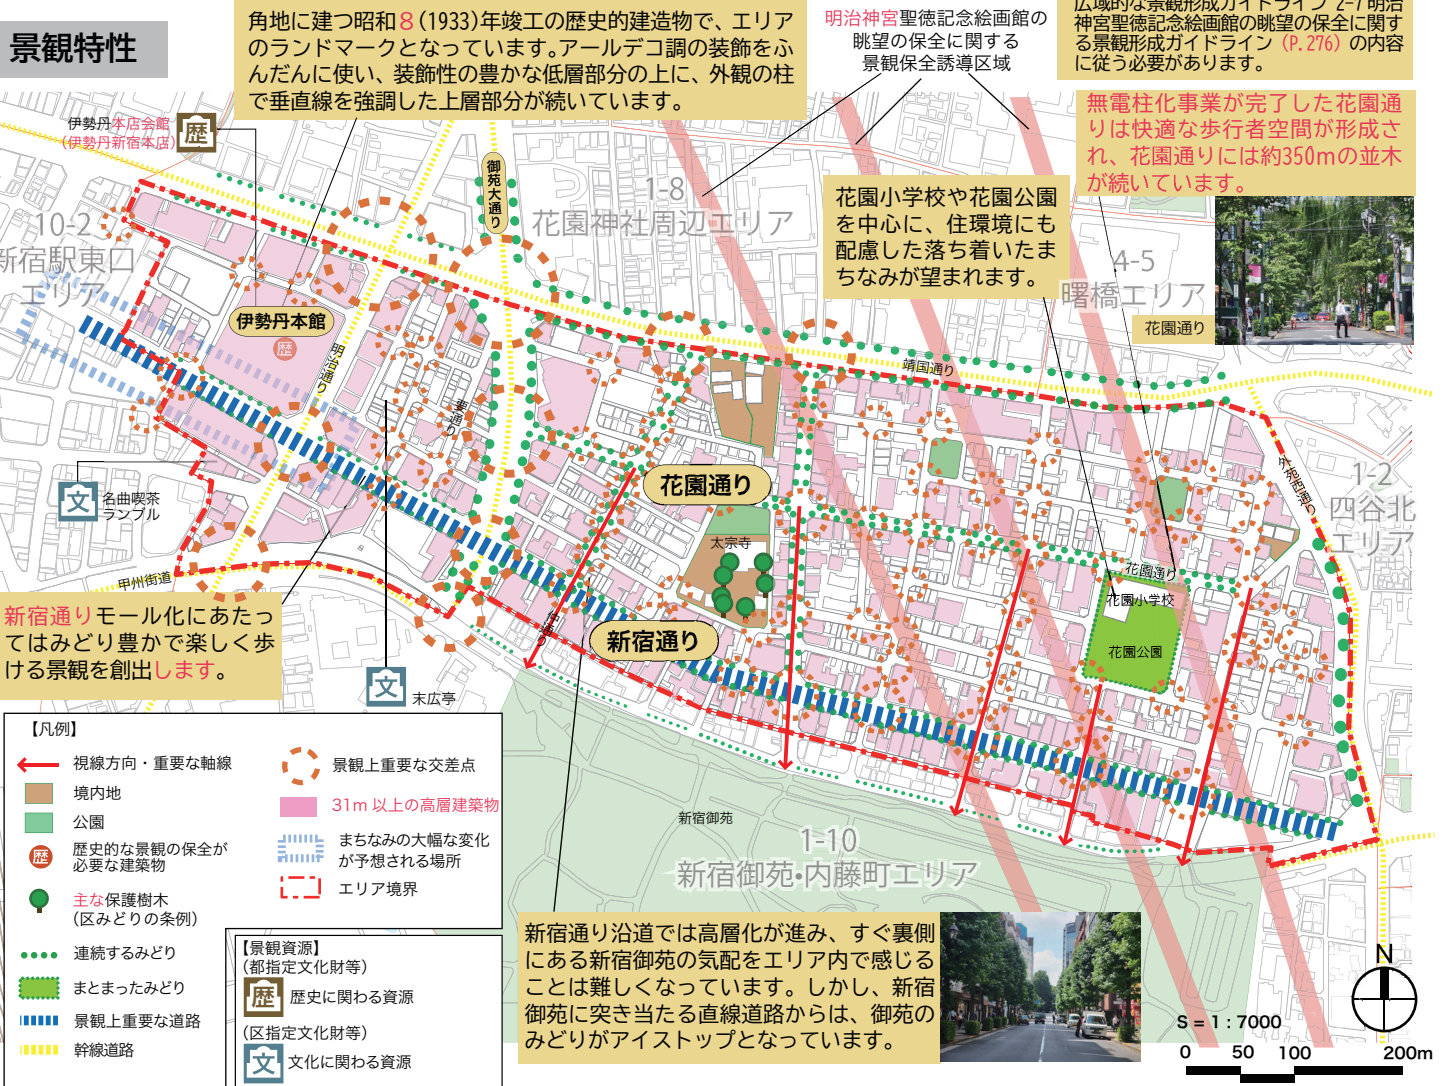 景観特性
角地に建つ昭和8(1933)年竣工の歴史的建造物で、エリア
のランドマークとなっています。アールデコ調の装飾をふ
んだんに使い、装飾性の豊かな低層部分の上に、外観の柱
で垂直線を強調した上層部分が続いています。
明治神宮聖徳記念絵画館の
眺望の保全に関する
景観保全誘導区域
広域的な景観形成ガイドライン 2-7 明治
神宮聖徳記念絵画館の眺望の保全に関す
る景観形成ガイドライン (P.276) の内容
に従う必要があります。
無電柱化事業が完了した花園通
りは快適な歩行者空間が形成さ
れ、花園通りには約350mの並木
が続いています。
伊勢丹本店会館
(伊勢丹新宿本店)
歴
御苑大通り
1-8
花園神社周辺エリア
花園小学校や花園公園
を中心に、住環境にも
配慮した落ち着いたま
ちなみが望まれます。
10-2
新宿駅東口
エリア
4-5
曙橋エリア
花園通り
伊勢丹本館
歴
明治通り
要通り
靖国通り
花園通り
外苑西通り
1-2
四谷北
エリア
文
名曲喫茶
ランブル
太宗寺
花園通り
花園小学校
花園公園
甲州街道
仲通り
新宿通り
新宿通りモール化にあたっ
てはみどり豊かで楽しく歩
ける景観を創出します。
文
末広亭
新宿御苑
1-10
新宿御苑・内藤町エリア
【凡例】
視線方向・重要な軸線
境内地
公園
歴
歴史的な景観の保全が
必要な建築物
主な保護樹木
(区みどりの条例)
連続するみどり
まとまったみどり
景観上重要な道路
幹線道路
景観上重要な交差点
31m 以上の高層建築物
まちなみの大幅な変化
が予想される場所
エリア境界
【景観資源】
(都指定文化財等)
歴
歴史に関わる資源
(区指定文化財等)
文
文化に関わる資源
新宿通り沿道では高層化が進み、すぐ裏側
にある新宿御苑の気配をエリア内で感じる
ことは難しくなっています。しかし、新宿
御苑に突き当たる直線道路からは、御苑の
みどりがアイストップとなっています。
N
S = 1 : 7000
0 50 100 200m